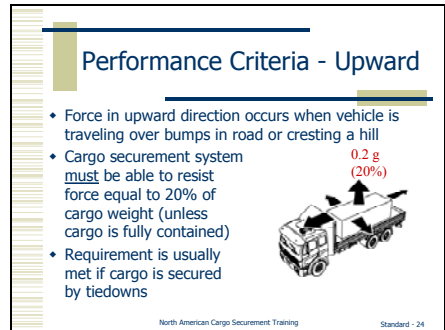 Performance Criteria - Upward
Force in upward direction occurs when vehicle is
traveling over bumps in road or cresting a hill
Cargo securement system
must be able to resist
force equal to 20% of
cargo weight (unless
cargo is fully contained)
Requirement is usually
met if cargo is secured
by tiedowns
0.2 g
(20%)
North American Cargo Securement Training
Standard - 24